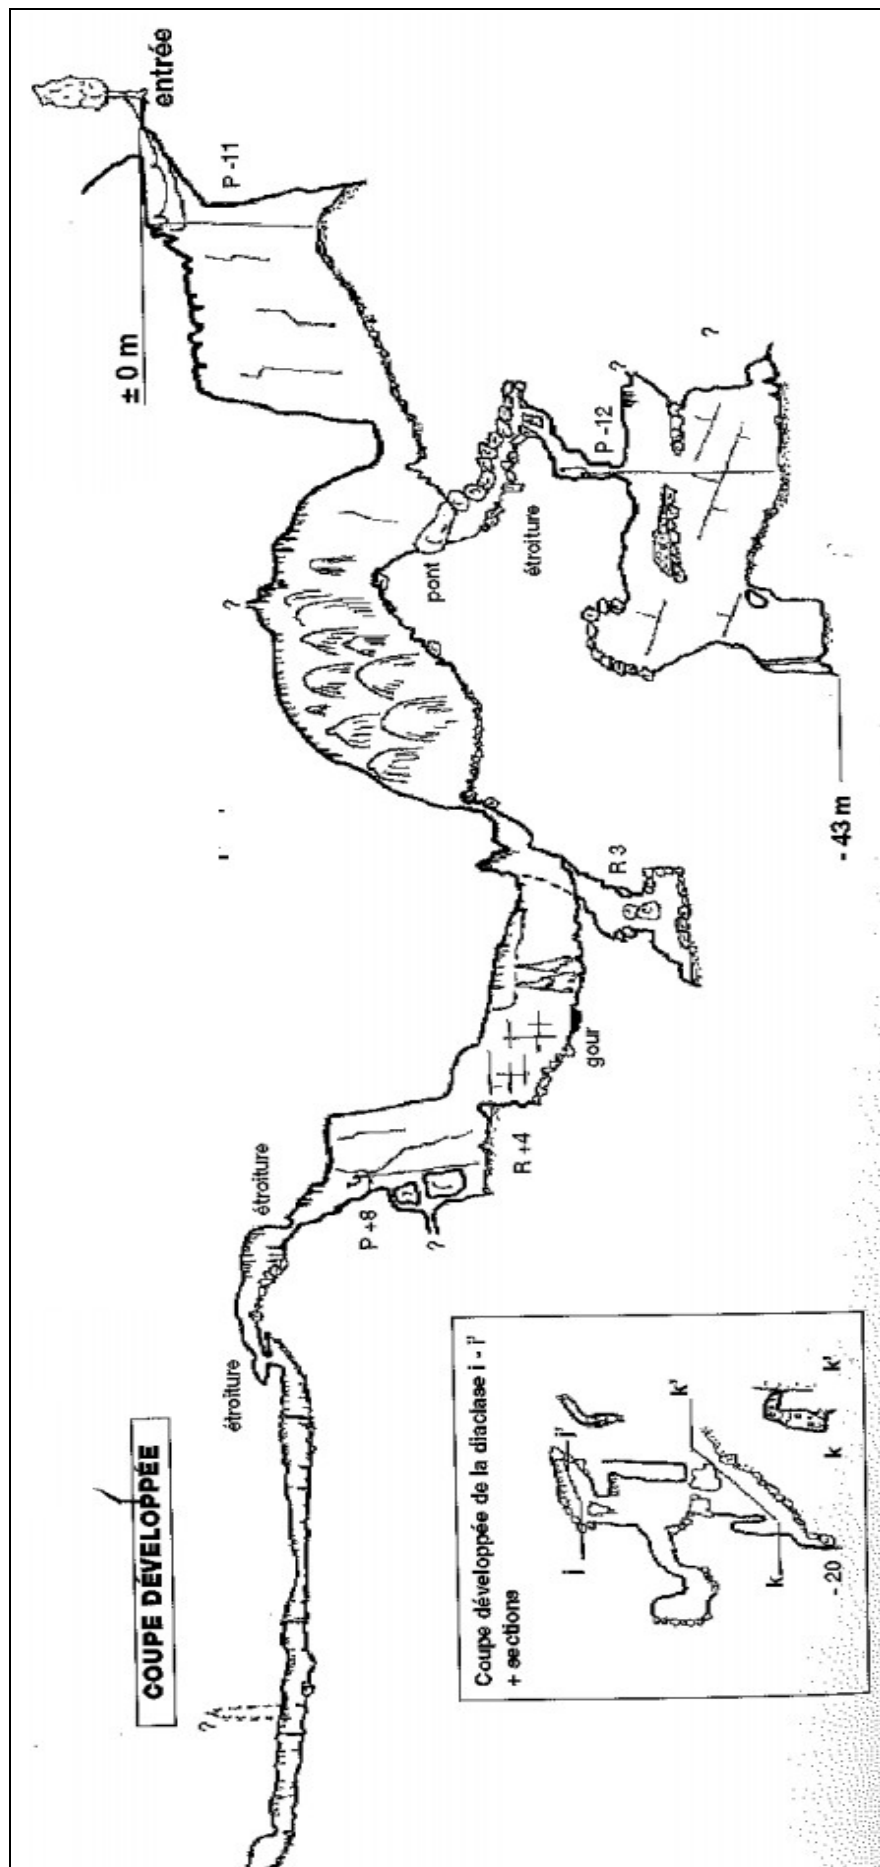 COUPE DÉVELOPPÉE
± 0 m
entrée
?
P -11
?
étroiture
étroiture
P +8
?
R +4
gour
R 3
pont
étroiture
P -12
?
?
- 43 m
Coupe développée de la diaclase i - i'
+ sections
i
j'
k
k'
- 20
k
k'